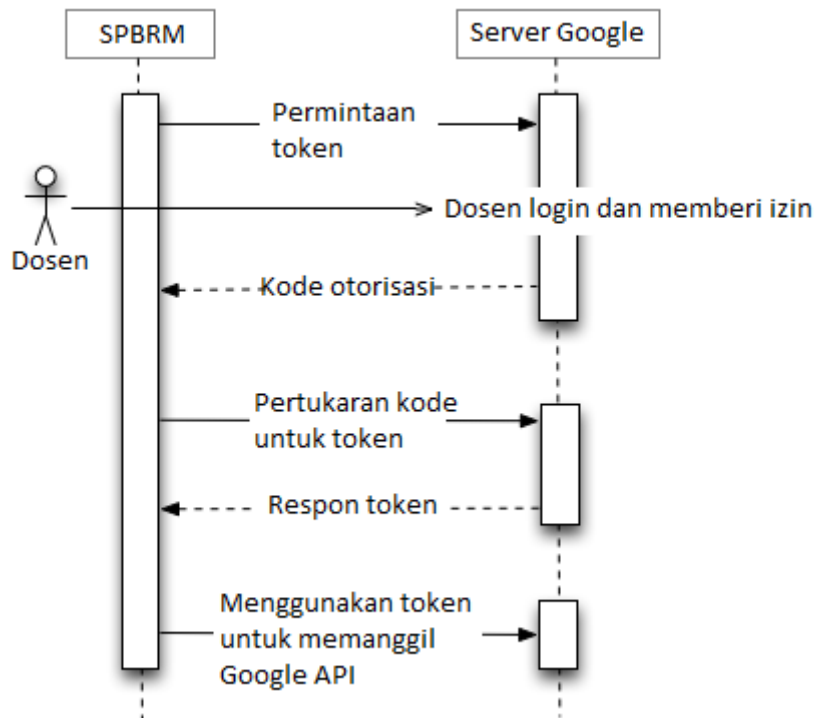 SPBRM
Server Google
Permintaan
token
Dosen login dan memberi izin
Dosen
Kode otorisasi
Pertukaran kode
untuk token
Respon token
Menggunakan token
untuk memanggil
Google API